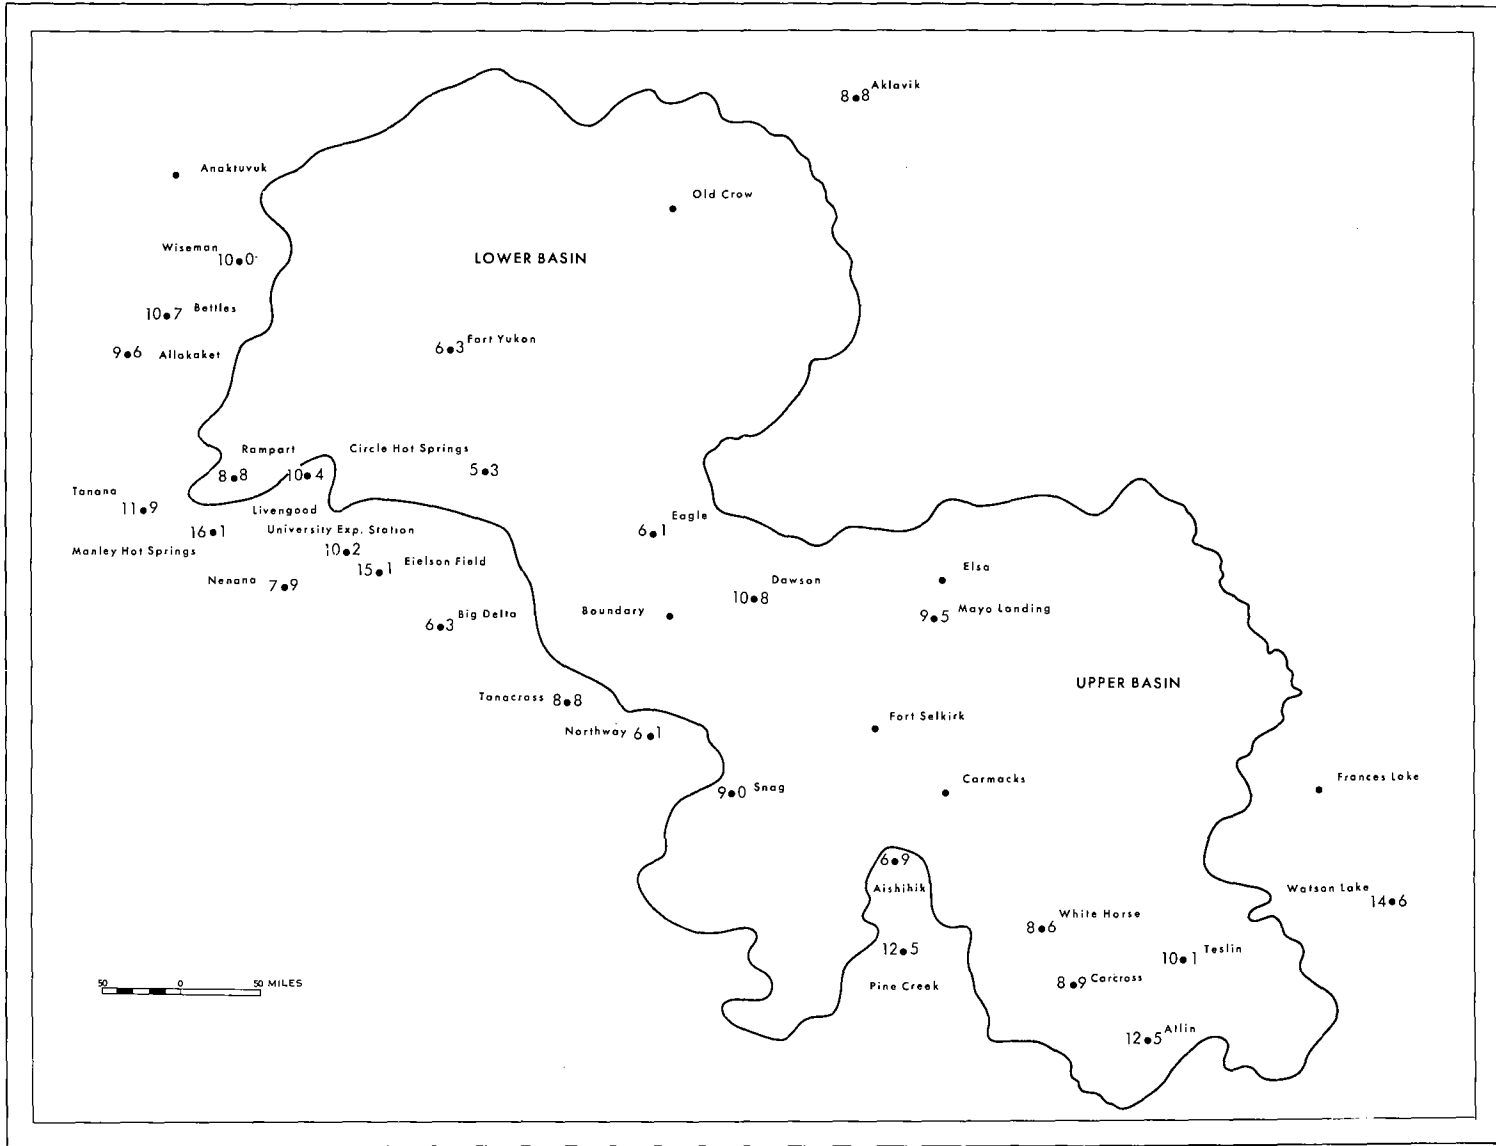 8●8 Aklavik
Anaktuvuk
Old Crow
Wiseman
10●0
LOWER BASIN
10●7 Bettles
6●3 Fort Yukon
9●6 Allakaket
Rampart
Circle Hot Springs
8●8
10●4
5●3
Tanana
11●9
Livengood
16●1
University Exp. Station
6●1 Eagle
Manley Hot Springs
10●2
15●1 Eielson Field
Elsa
Nenana 7●9
Dawson
10●8
Boundary
9●5 Mayo Landing
6●3 Big Delta
UPPER BASIN
Tanacross 8●8
Fort Selkirk
Northway 6●1
Carmacks
Frances Lake
9●0 Snag
6●9
Aishihik
Watson Lake
14●6
8●6 White Horse
12●5
10●1 Teslin
Pine Creek
8●9 Carcross
50 0 50 MILES
12●5 Atlin